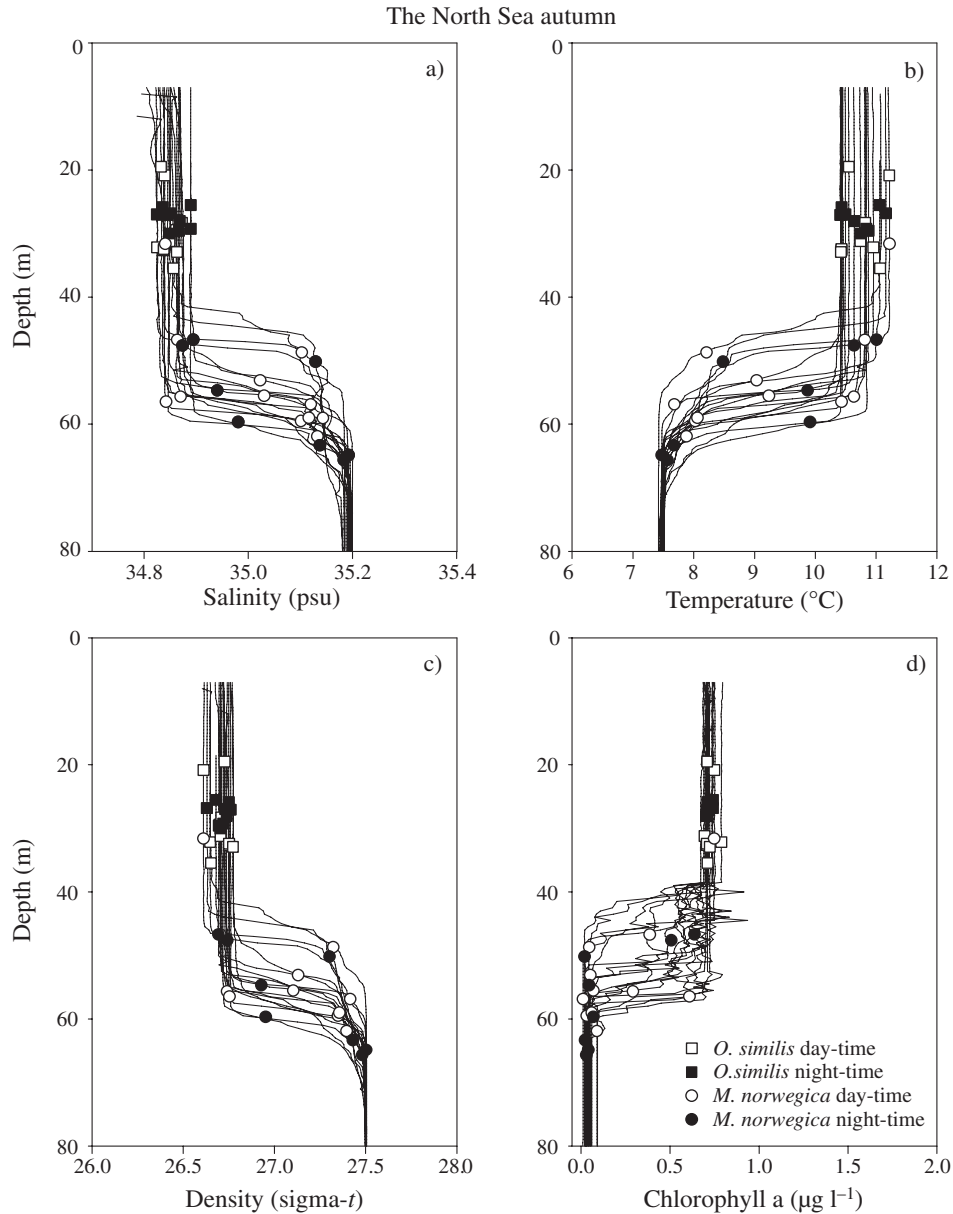 The North Sea autumn
a)
0
20
40
60
80
Depth (m)
34.8
35.0
35.2
35.4
Salinity (psu)
b)
0
20
40
60
80
6
7
8
9
10
11
12
Temperature (°C)
c)
0
20
40
60
80
Depth (m)
26.0
26.5
27.0
27.5
28.0
Density (sigma-t)
d)
0
20
40
60
80
O. similis day-time
O.similis night-time
M. norwegica day-time
M. norwegica night-time
0.0
0.5
1.0
1.5
2.0
Chlorophyll a (µg l–1)